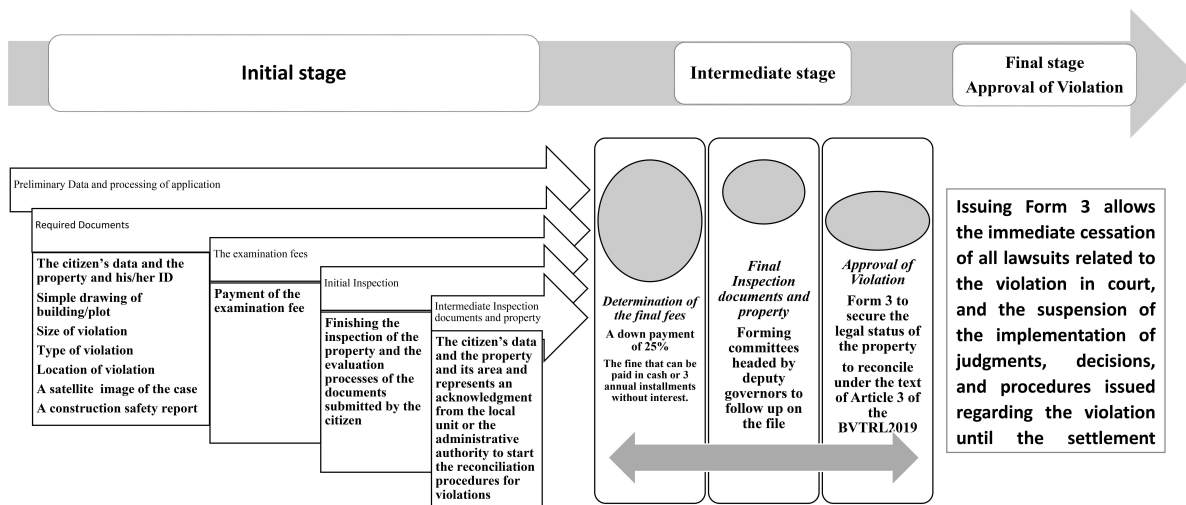 Initial stage
Intermediate stage
Final stage
Approval of Violation
Preliminary Data and processing of application
Required Documents
The citizen's data and the
property and his/her ID
Simple drawing of
building/plot
Size of violation
Type of violation
Location of violation
A satellite image of the case
A construction safety report
The examination fees
Payment of the
examination fee
Initial Inspection
Finishing the
inspection of the
property and the
evaluation
processes of the
documents
submitted by the
citizen
Intermediate Inspection
documents and property
The citizen's data
and the property
and its area and
represents an
acknowledgment
from the local
unit or the
administrative
authority to start
the reconciliation
procedures for
violations
Determination of
the final fees
A down payment
of 25%
The fine that can be
paid in cash or 3
annual installments
without interest.
Final
Inspection
documents and
property
Forming
committees
headed by
deputy
governors to
follow up on
the file
Approval of
Violation
Form 3 to
secure the
legal status of
the property
to reconcile
under the text
of Article 3 of
the
BVTRL2019
Issuing Form 3 allows
the immediate cessation
of all lawsuits related to
the violation in court,
and the suspension of
the implementation of
judgments, decisions,
and procedures issued
regarding the violation
until the settlement